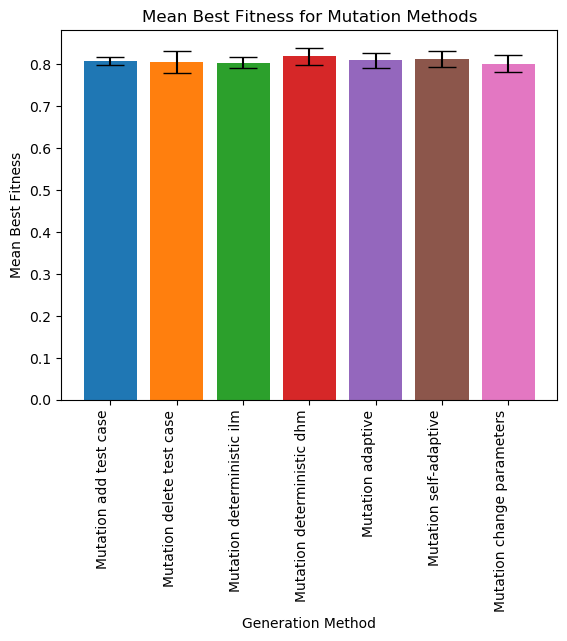 Mean Best Fitness for Mutation Methods
Mean Best Fitness
0.8
0.7
0.6
0.5
0.4
0.3
0.2
0.1
0.0
Mutation add test case
Mutation delete test case
Mutation deterministic ilm
Mutation deterministic dhm
Mutation adaptive
Mutation self-adaptive
Mutation change parameters
Generation Method